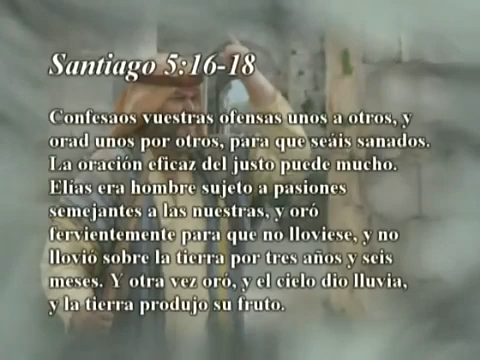 Santiago 5:16-18
Confesaos vuestras ofensas unos a otros, y
orad unos por otros, para que seáis sanados.
La oración eficaz del justo puede mucho.
Elías era hombre sujeto a pasiones
semejantes a las nuestras, y oró
fervientemente para que no lloviese, y no
llovió sobre la tierra por tres años y seis
meses. Y otra vez oró, y el cielo dio lluvia,
y la tierra produjo su fruto.